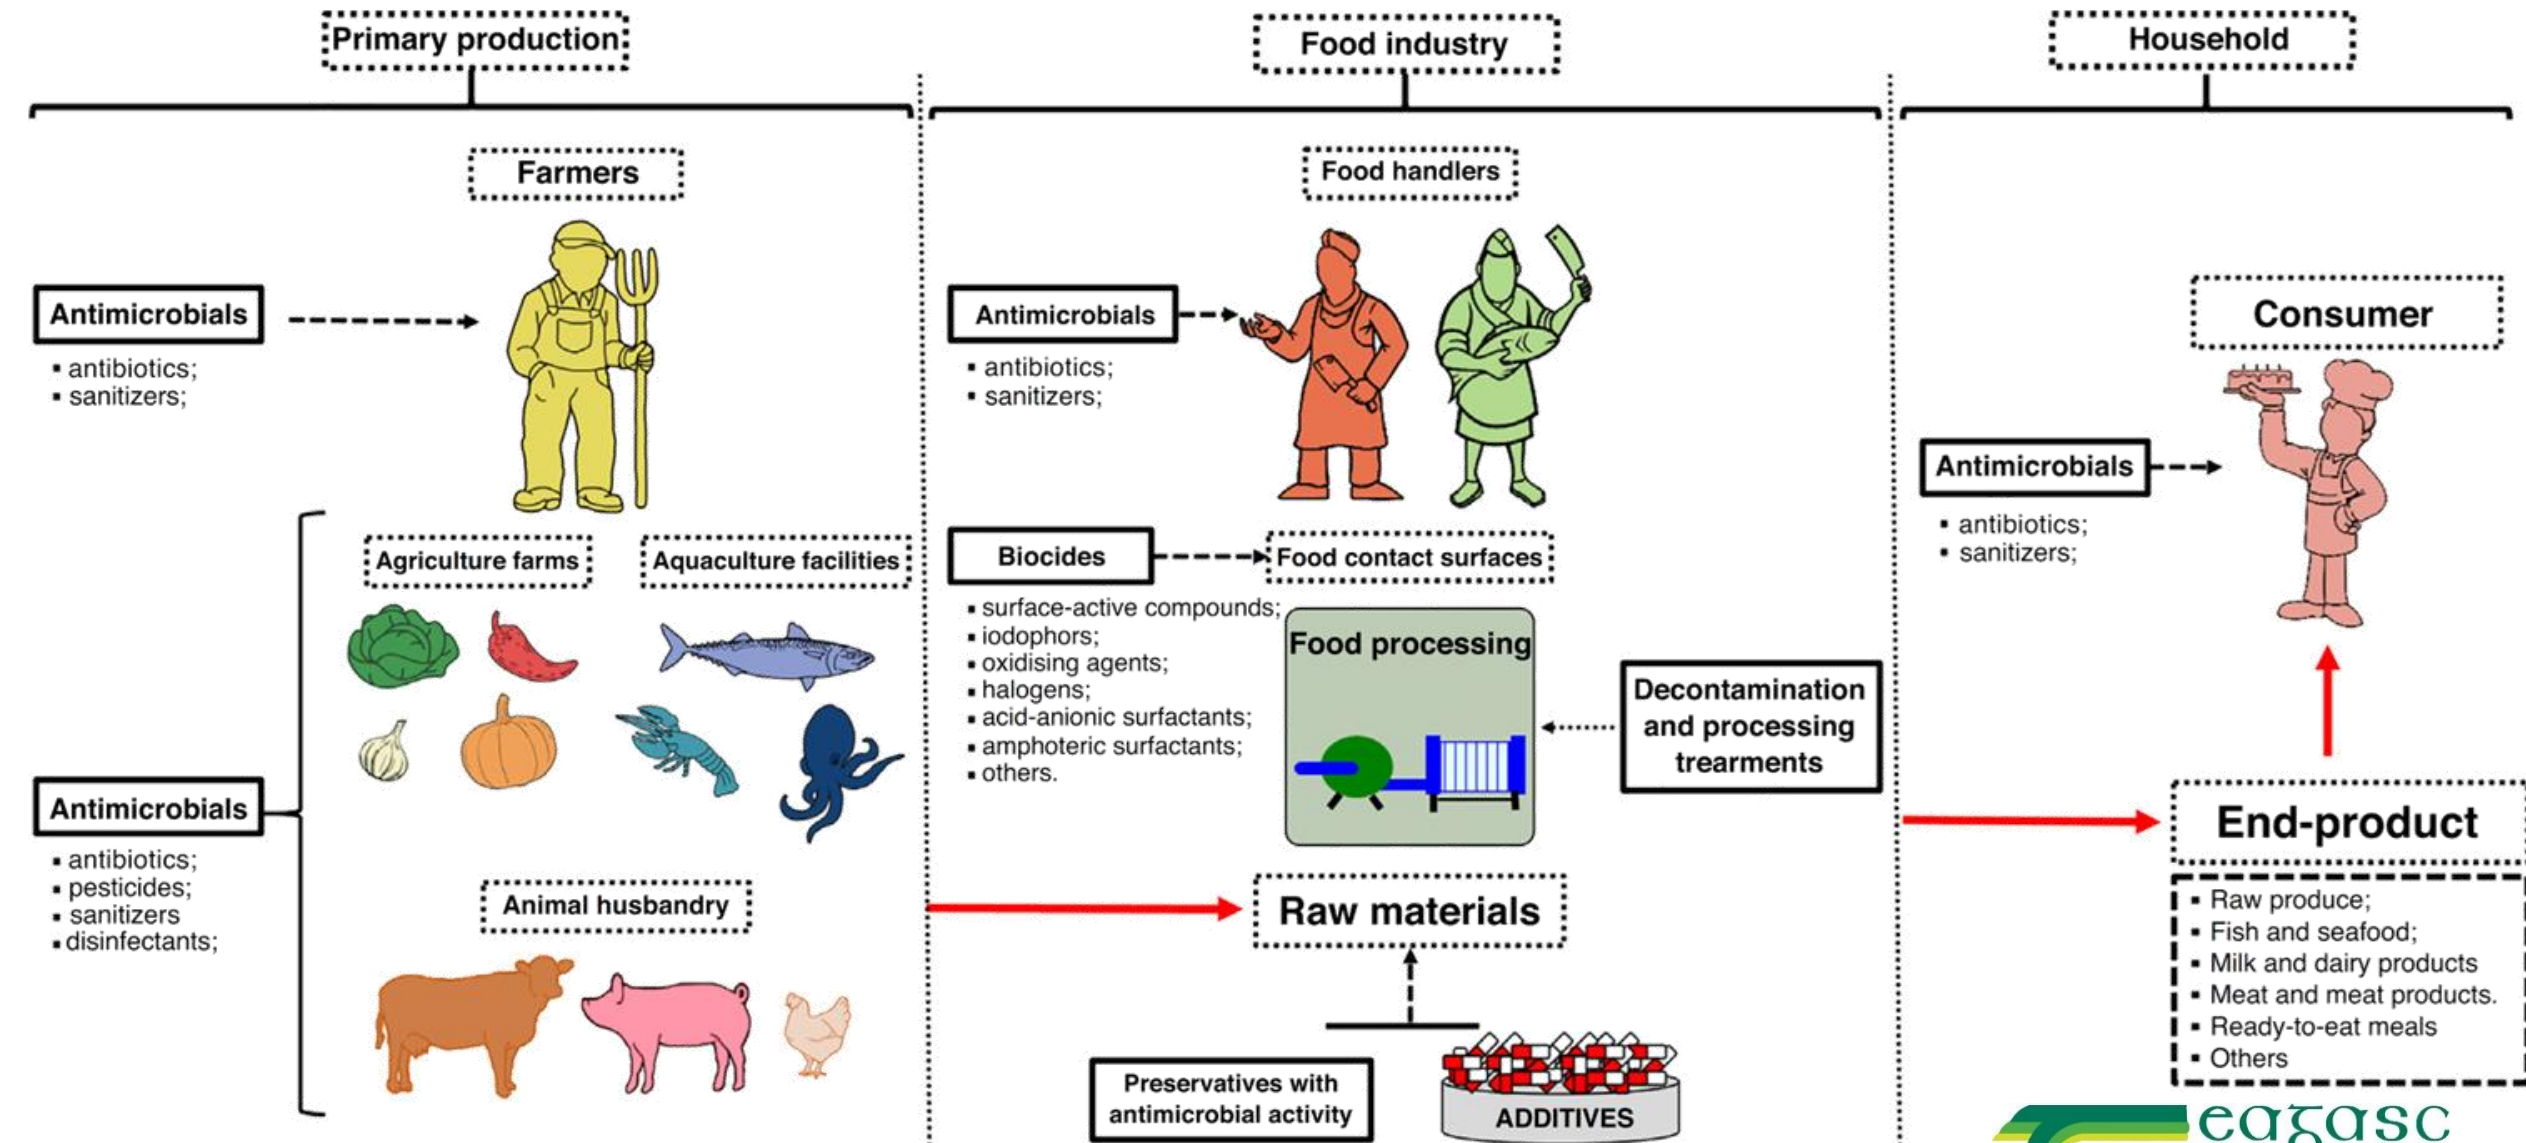 Primary production
Farmers
Antimicrobials
▪ antibiotics;
▪ sanitizers;
Agriculture farms
Aquaculture facilities
Antimicrobials
▪ antibiotics;
▪ pesticides;
▪ sanitizers
▪ disinfectants;
Animal husbandry
Food industry
Food handlers
Antimicrobials
▪ antibiotics;
▪ sanitizers;
Biocides
Food contact surfaces
▪ surface-active compounds;
▪ iodophors;
▪ oxidising agents;
▪ halogens;
▪ acid-anionic surfactants;
▪ amphoteric surfactants;
▪ others.
Food processing
Decontamination
and processing
trearments
Raw materials
Preservatives with
antimicrobial activity
ADDITIVES
Household
Consumer
Antimicrobials
▪ antibiotics;
▪ sanitizers;
End-product
▪ Raw produce;
▪ Fish and seafood;
▪ Milk and dairy products
▪ Meat and meat products.
▪ Ready-to-eat meals
▪ Others
eagasc